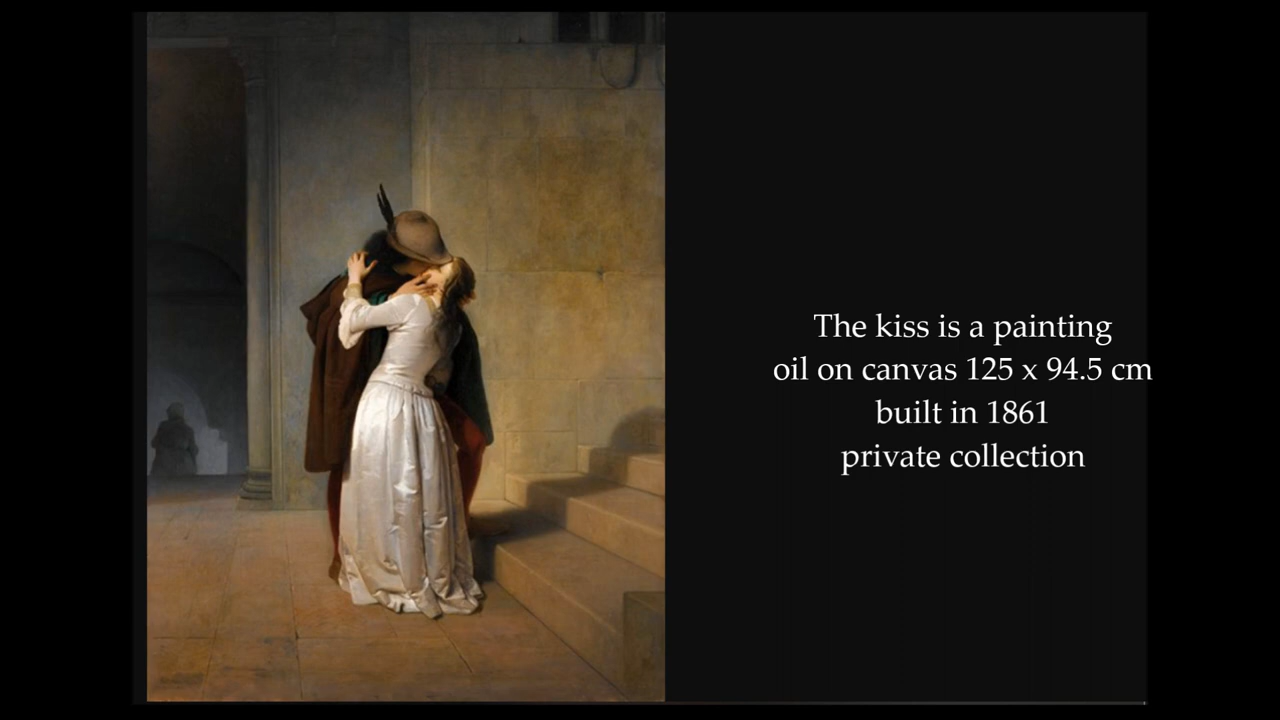 The kiss is a painting
oil on canvas 125 x 94.5 cm
built in 1861
private collection